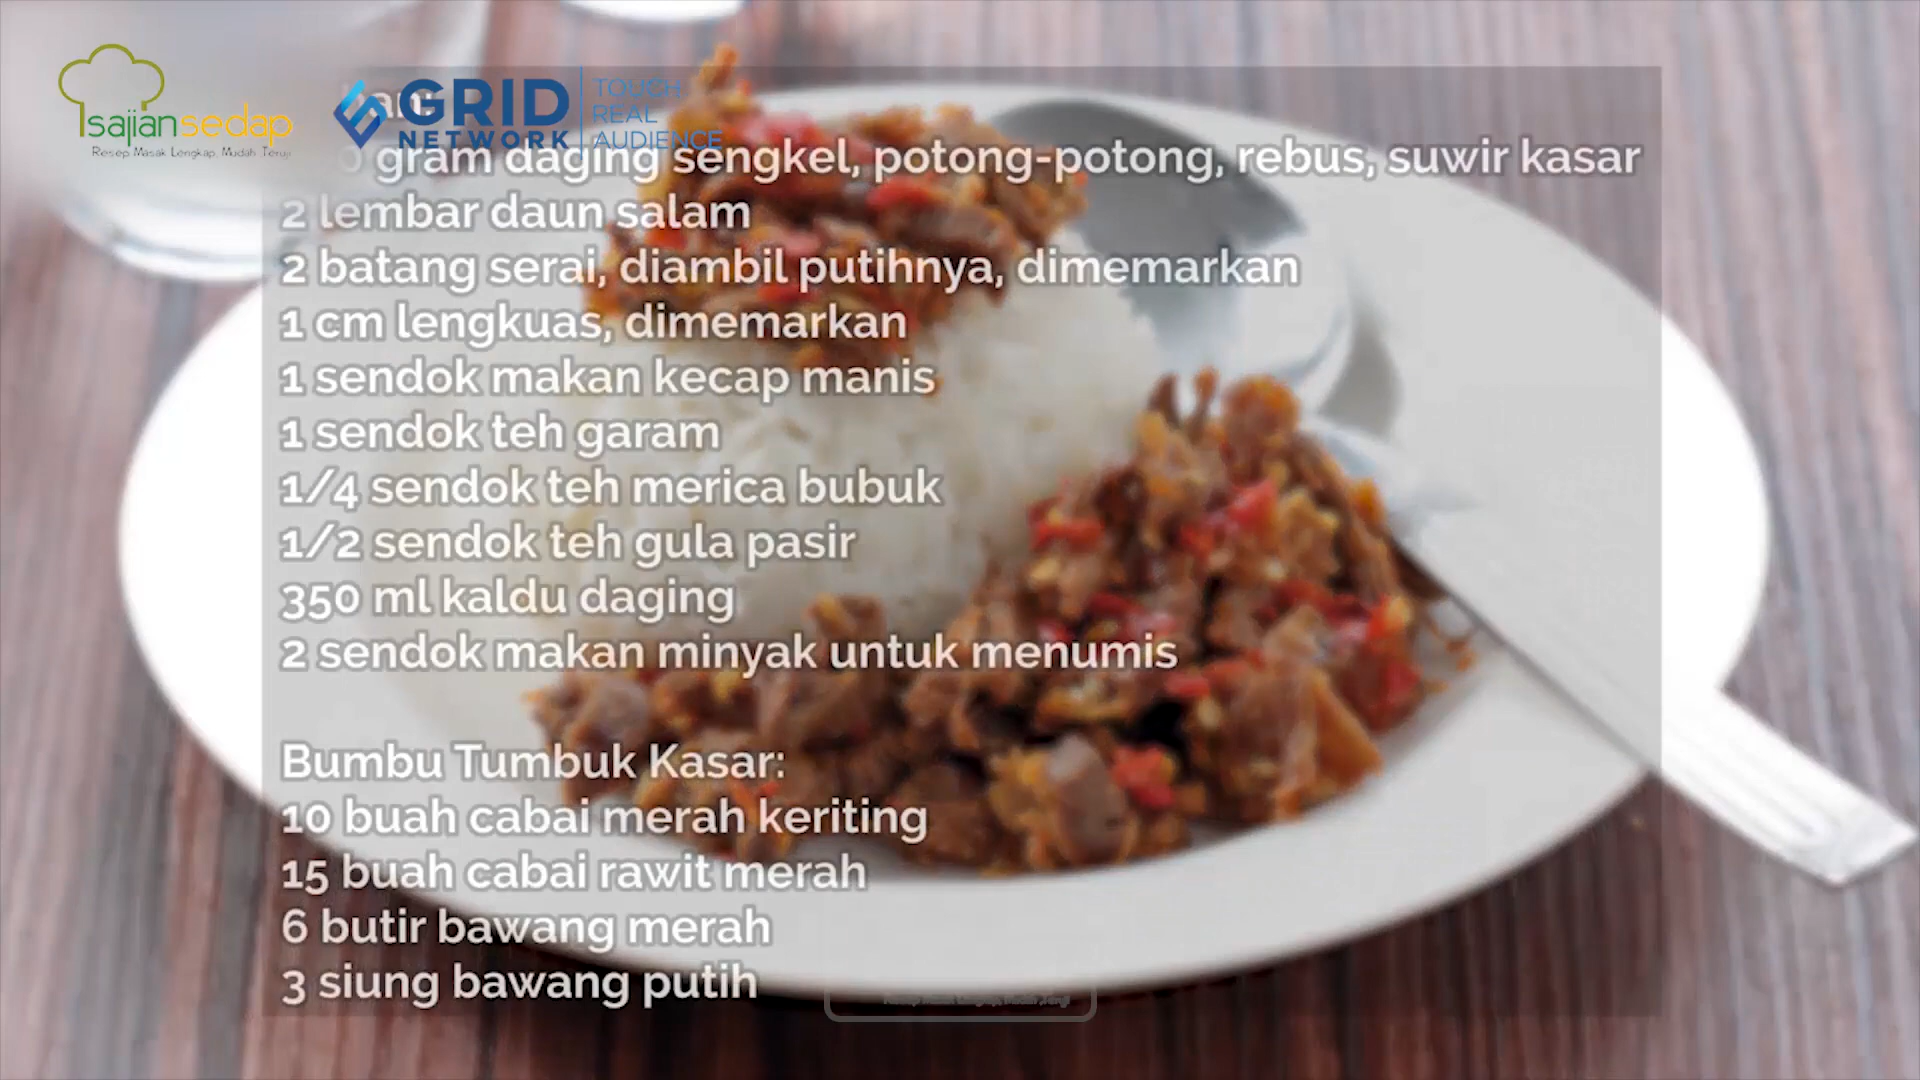 sajiansedap
Resep Masak Lengkap, Mudah Teruji
GRID
NETWORK
TOUCH
REAL
AUDIENCE
gram daging sengkel, potong-potong, rebus, suwir kasar
2 lembar daun salam
2 batang serai, diambil putihnya, dimemarkan
1 cm lengkuas, dimemarkan
1 sendok makan kecap manis
1 sendok teh garam
1/4 sendok teh merica bubuk
1/2 sendok teh gula pasir
350 ml kaldu daging
2 sendok makan minyak untuk menumis
Bumbu Tumbuk Kasar:
10 buah cabai merah keriting
15 buah cabai rawit merah
6 butir bawang merah
3 siung bawang putih